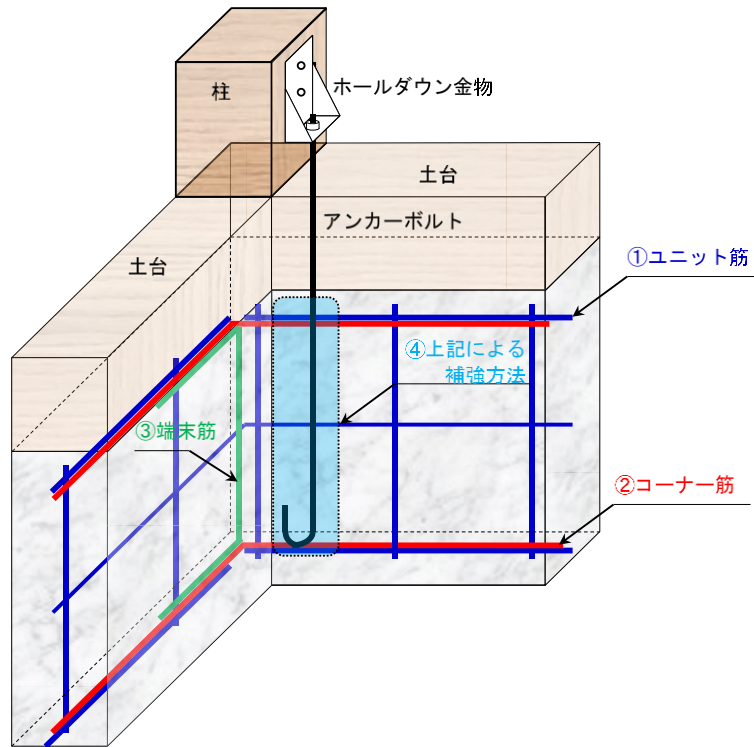 柱
ホールダウン金物
土台
アンカーボルト
土台
①ユニット筋
④上記による
補強方法
③端末筋
②コーナー筋